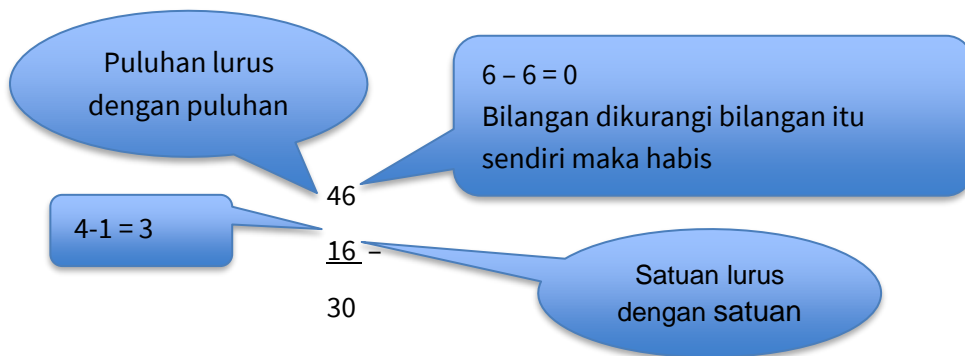 Puluhan lurus
dengan puluhan
6 – 6 = 0
Bilangan dikurangi bilangan itu
sendiri maka habis
46
4-1 = 3
16 –
30
Satuan lurus
dengan satuan